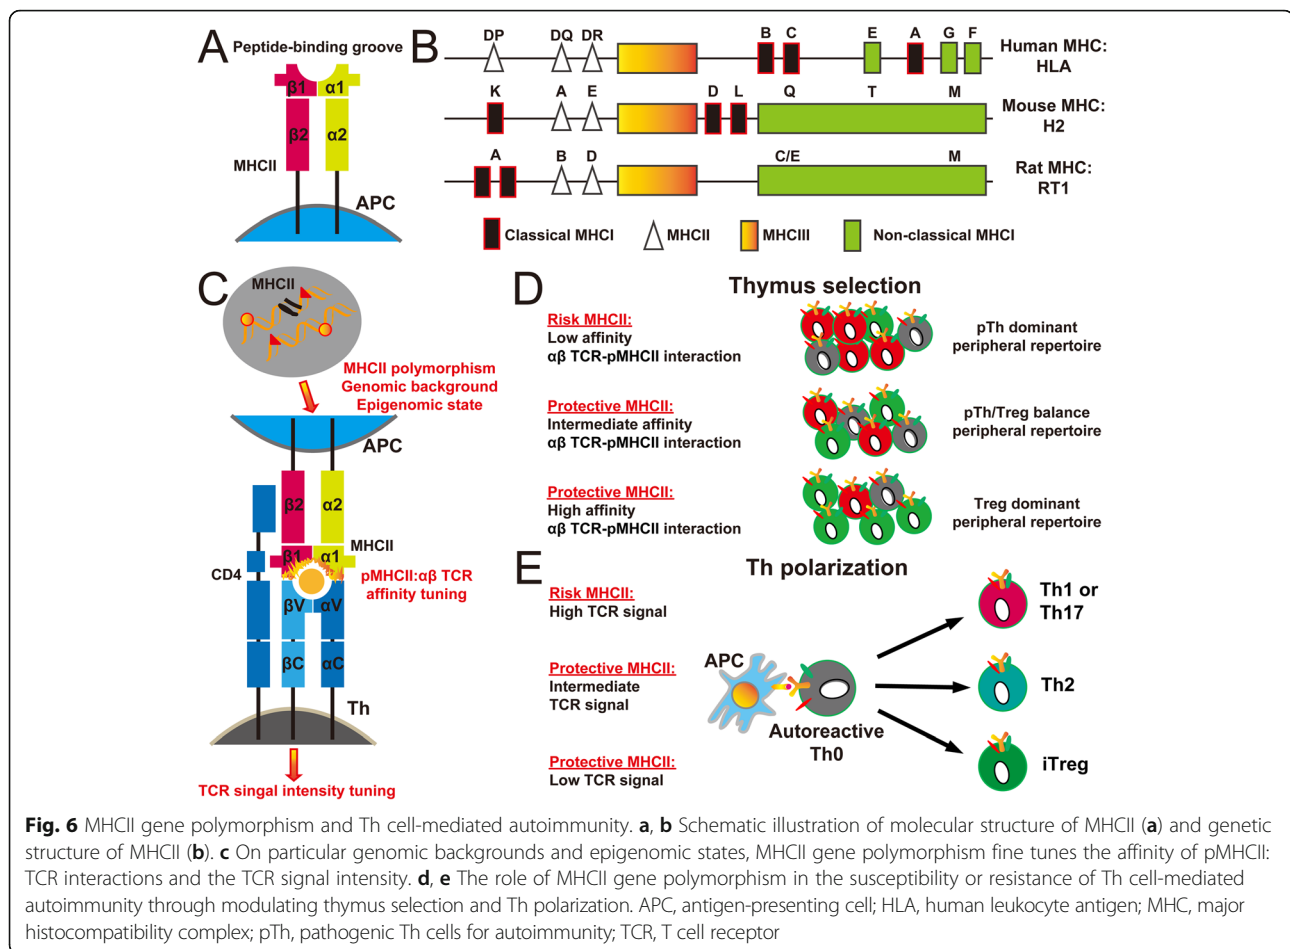 A
Peptide-binding groove
β1 α1
β2 α2
MHCII
APC
B
DP DQ DR B C E A G F
Human MHC:
HLA
K A E D L Q T M
Mouse MHC:
H2
A B D C/E M
Rat MHC:
RT1
Classical MHCI MHCII MHCIII Non-classical MHCI
C
MHCII
MHCII polymorphism
Genomic background
Epigenomic state
APC
β2 α2
MHCII
β1 α1
CD4
pMHCII:αβ TCR
affinity tuning
βV αV
βC αC
Th
TCR singal intensity tuning
D
Thymus selection
Risk MHCII:
Low affinity
αβ TCR-pMHCII interaction
pTh dominant
peripheral repertoire
Protective MHCII:
Intermediate affinity
αβ TCR-pMHCII interaction
pTh/Treg balance
peripheral repertoire
Protective MHCII:
High affinity
αβ TCR-pMHCII interaction
Treg dominant
peripheral repertoire
E
Th polarization
Risk MHCII:
High TCR signal
Th1 or
Th17
Protective MHCII:
Intermediate
TCR signal
APC
Autoreactive
Th0
Th2
Protective MHCII:
Low TCR signal
iTreg
Fig. 6 MHCII gene polymorphism and Th cell-mediated autoimmunity. a, b Schematic illustration of molecular structure of MHCII (a) and genetic
structure of MHCII (b). c On particular genomic backgrounds and epigenomic states, MHCII gene polymorphism fine tunes the affinity of pMHCII:
TCR interactions and the TCR signal intensity. d, e The role of MHCII gene polymorphism in the susceptibility or resistance of Th cell-mediated
autoimmunity through modulating thymus selection and Th polarization. APC, antigen-presenting cell; HLA, human leukocyte antigen; MHC, major
histocompatibility complex; pTh, pathogenic Th cells for autoimmunity; TCR, T cell receptor